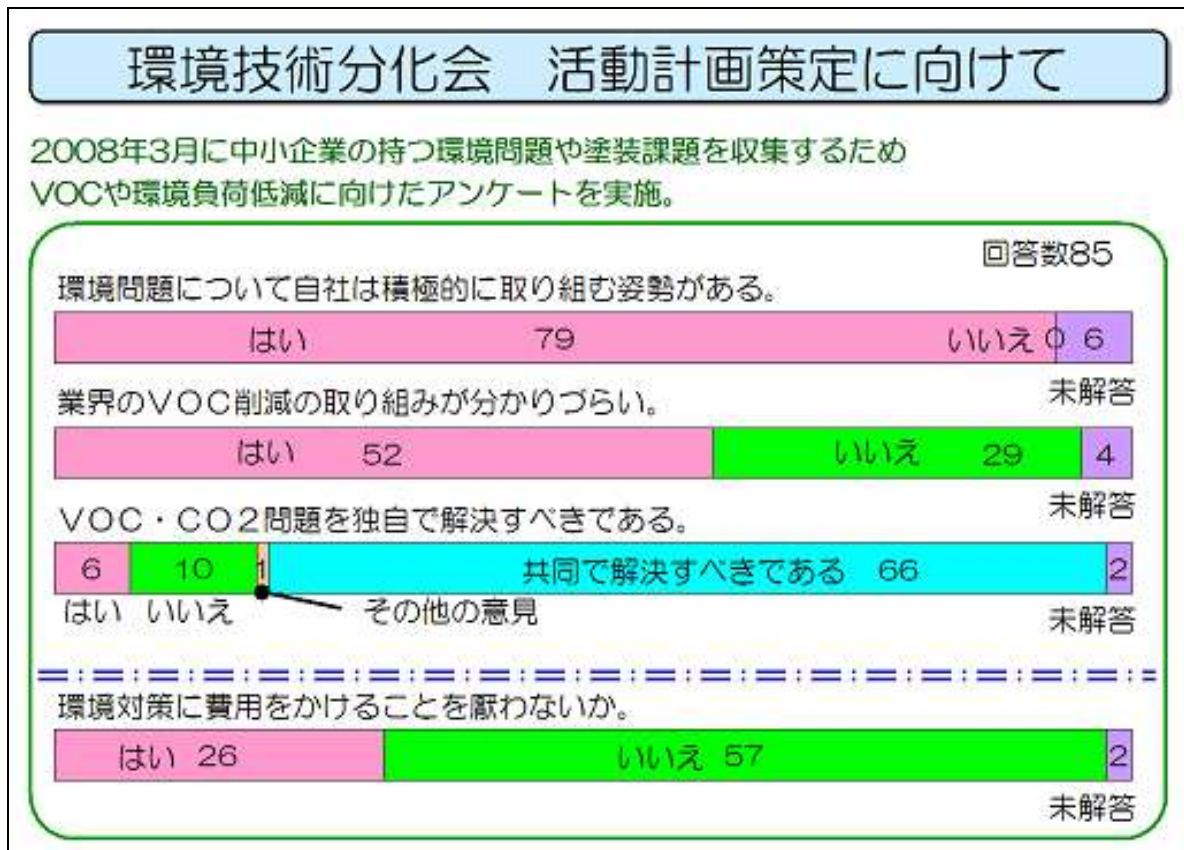 環境技術分化会　活動計画策定に向けて
2008年3月に中小企業の持つ環境問題や塗装課題を収集するため
VOCや環境負荷低減に向けたアンケートを実施。
回答数85
環境問題について自社は積極的に取り組む姿勢がある。
はい 79 いいえ 0 6
未解答
業界のVOC削減の取り組みが分かりづらい。
はい 52 いいえ 29 4
未解答
VOC・CO2問題を独自で解決すべきである。
6 10 1 共同で解決すべきである 66 2
はい いいえ その他の意見 未解答
環境対策に費用をかけることを厭わないか。
はい 26 いいえ 57 2
未解答